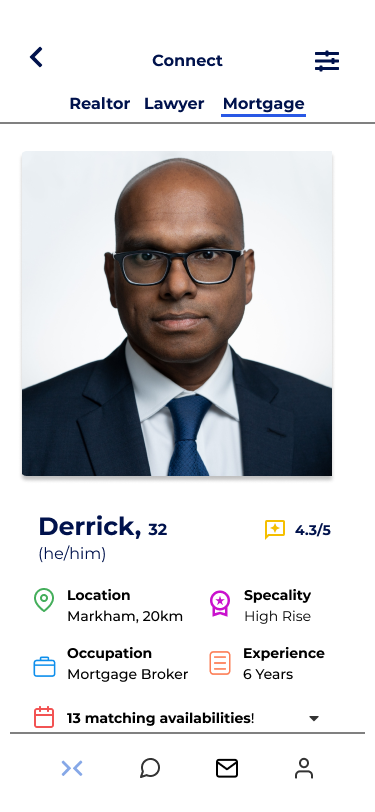 Connect
Realtor Lawyer Mortgage
Derrick, 32
4.3/5
(he/him)
Location
Markham, 20km
Specality
High Rise
Occupation
Mortgage Broker
Experience
6 Years
13 matching availabilities!